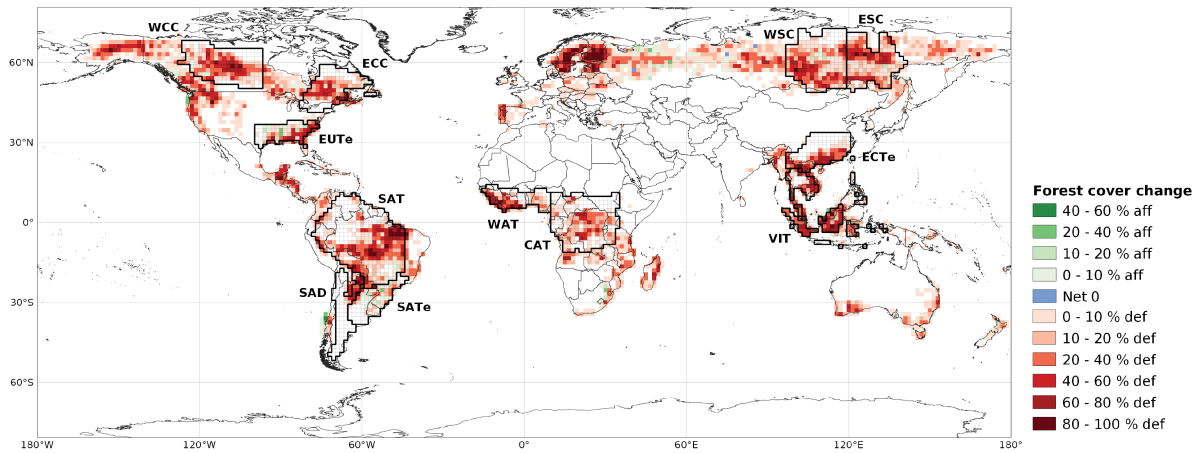 ESC
WCC
WSC
ECC
60°N
EUTe
30°N
ECTe
SAT
0°
WAT
CAT
VIT
SAD
SATe
30°S
60°S
180°W
120°W
60°W
0°
60°E
120°E
180°
Forest cover change
40 - 60 % aff
20 - 40 % aff
10 - 20 % aff
0 - 10 % aff
Net 0
0 - 10 % def
10 - 20 % def
20 - 40 % def
40 - 60 % def
60 - 80 % def
80 - 100 % def